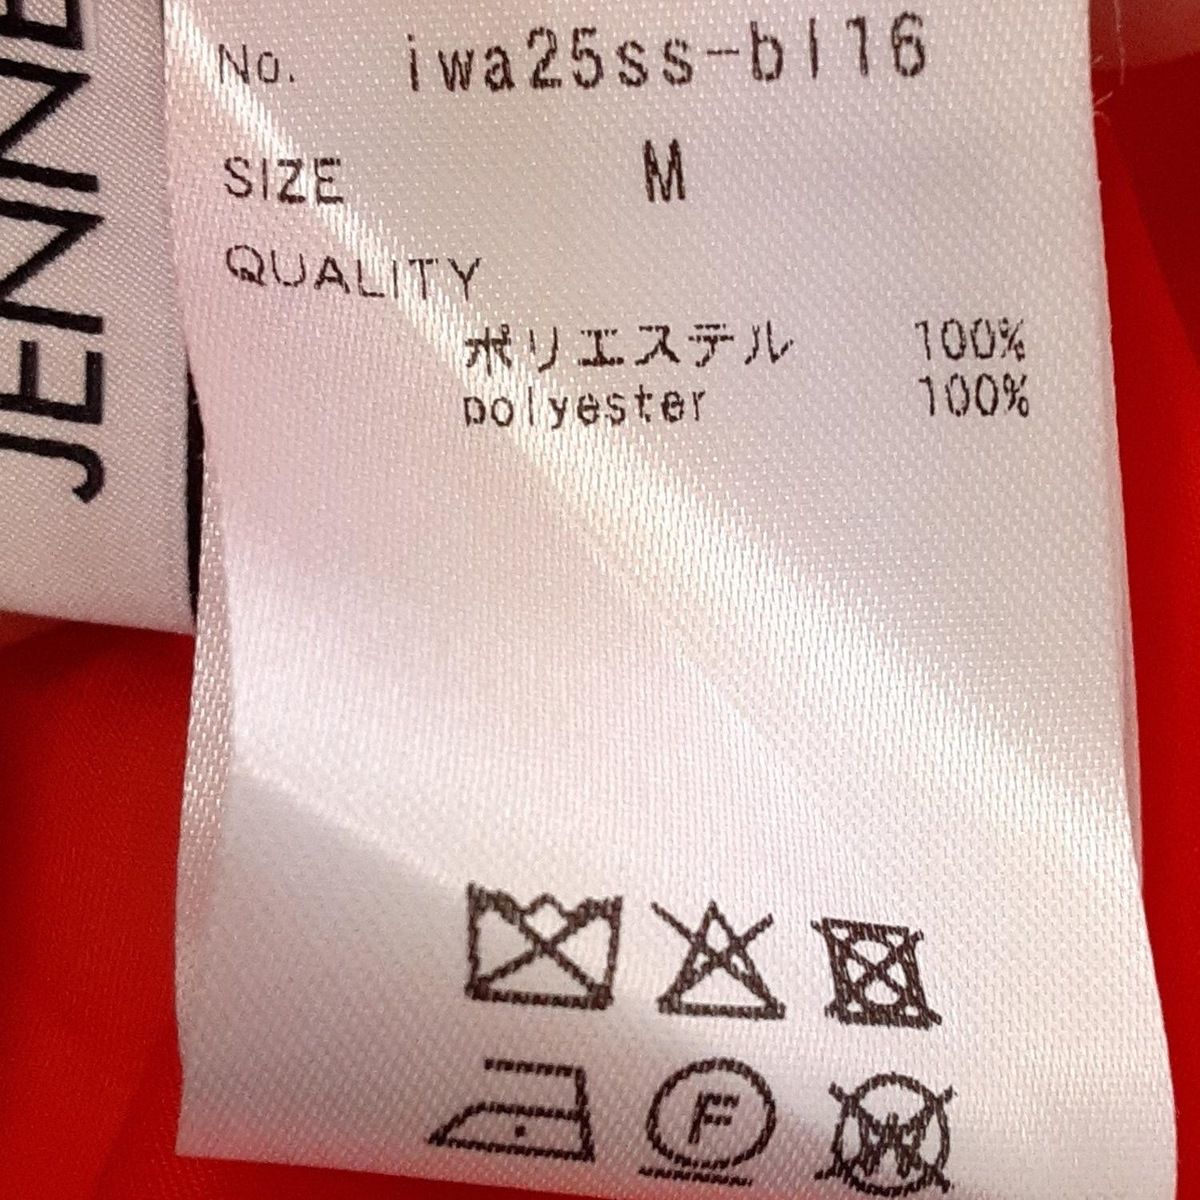 JENNE
No. iwa25ss-bl16
SIZE M
QUALITY
ポリエステル 100%
polyester 100%
F
W